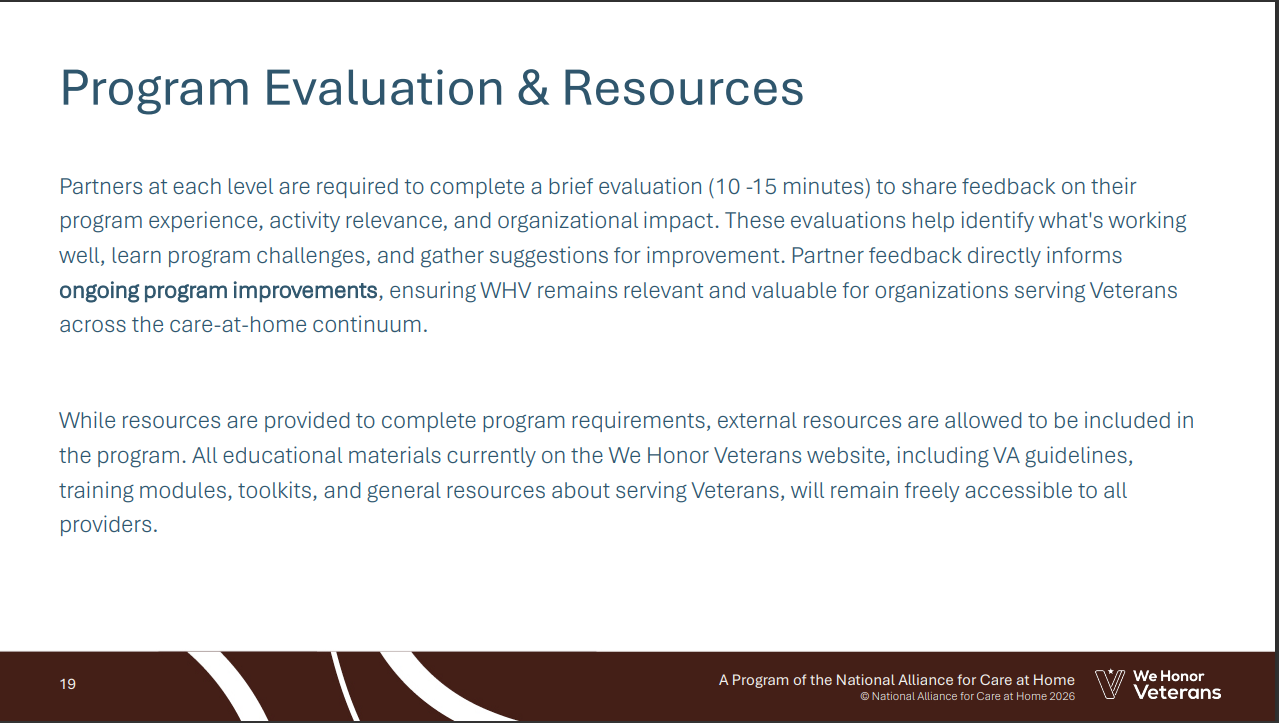 Program Evaluation & Resources
Partners at each level are required to complete a brief evaluation (10 -15 minutes) to share feedback on their
program experience, activity relevance, and organizational impact. These evaluations help identify what's working
well, learn program challenges, and gather suggestions for improvement. Partner feedback directly informs
ongoing program improvements, ensuring WHV remains relevant and valuable for organizations serving Veterans
across the care-at-home continuum.
While resources are provided to complete program requirements, external resources are allowed to be included in
the program. All educational materials currently on the We Honor Veterans website, including VA guidelines,
training modules, toolkits, and general resources about serving Veterans, will remain freely accessible to all
providers.
19
A Program of the National Alliance for Care at Home
© National Alliance for Care at Home 2026
We Honor
Veterans